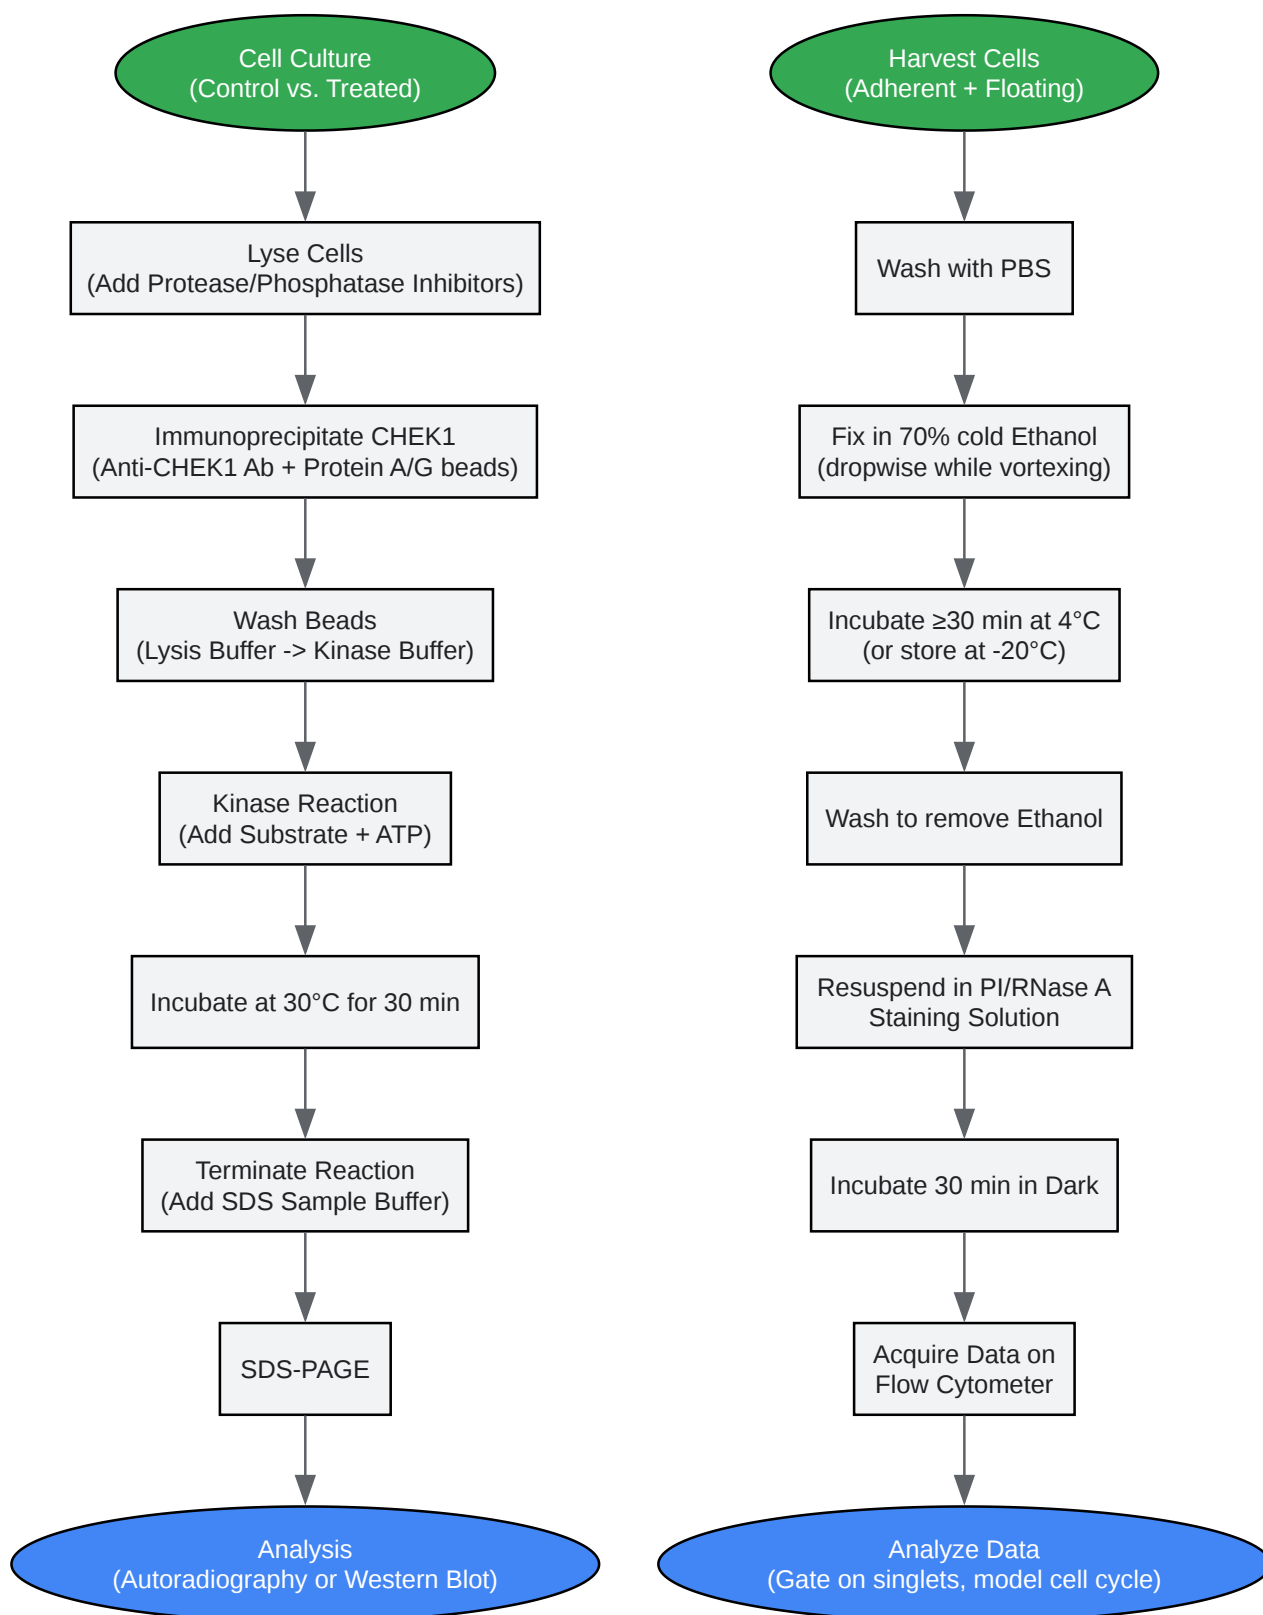 Cell Culture
(Control vs. Treated)
Lyse Cells
(Add Protease/Phosphatase Inhibitors)
Immunoprecipitate CHEK1
(Anti-CHEK1 Ab + Protein A/G beads)
Wash Beads
(Lysis Buffer -> Kinase Buffer)
Kinase Reaction
(Add Substrate + ATP)
Incubate at 30°C for 30 min
Terminate Reaction
(Add SDS Sample Buffer)
SDS-PAGE
Analysis
(Autoradiography or Western Blot)
Harvest Cells
(Adherent + Floating)
Wash with PBS
Fix in 70% cold Ethanol
(dropwise while vortexing)
Incubate ≥30 min at 4°C
(or store at -20°C)
Wash to remove Ethanol
Resuspend in PI/RNase A
Staining Solution
Incubate 30 min in Dark
Acquire Data on
Flow Cytometer
Analyze Data
(Gate on singlets, model cell cycle)